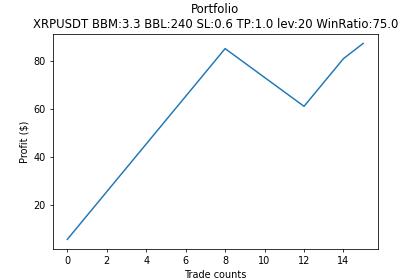 Portfolio
XRPUSDT BBM:3.3 BBL:240 SL:0.6 TP:1.0 lev:20 WinRatio:75.0
80
60
40
20
Profit ($)
0 2 4 6 8 10 12 14
Trade counts